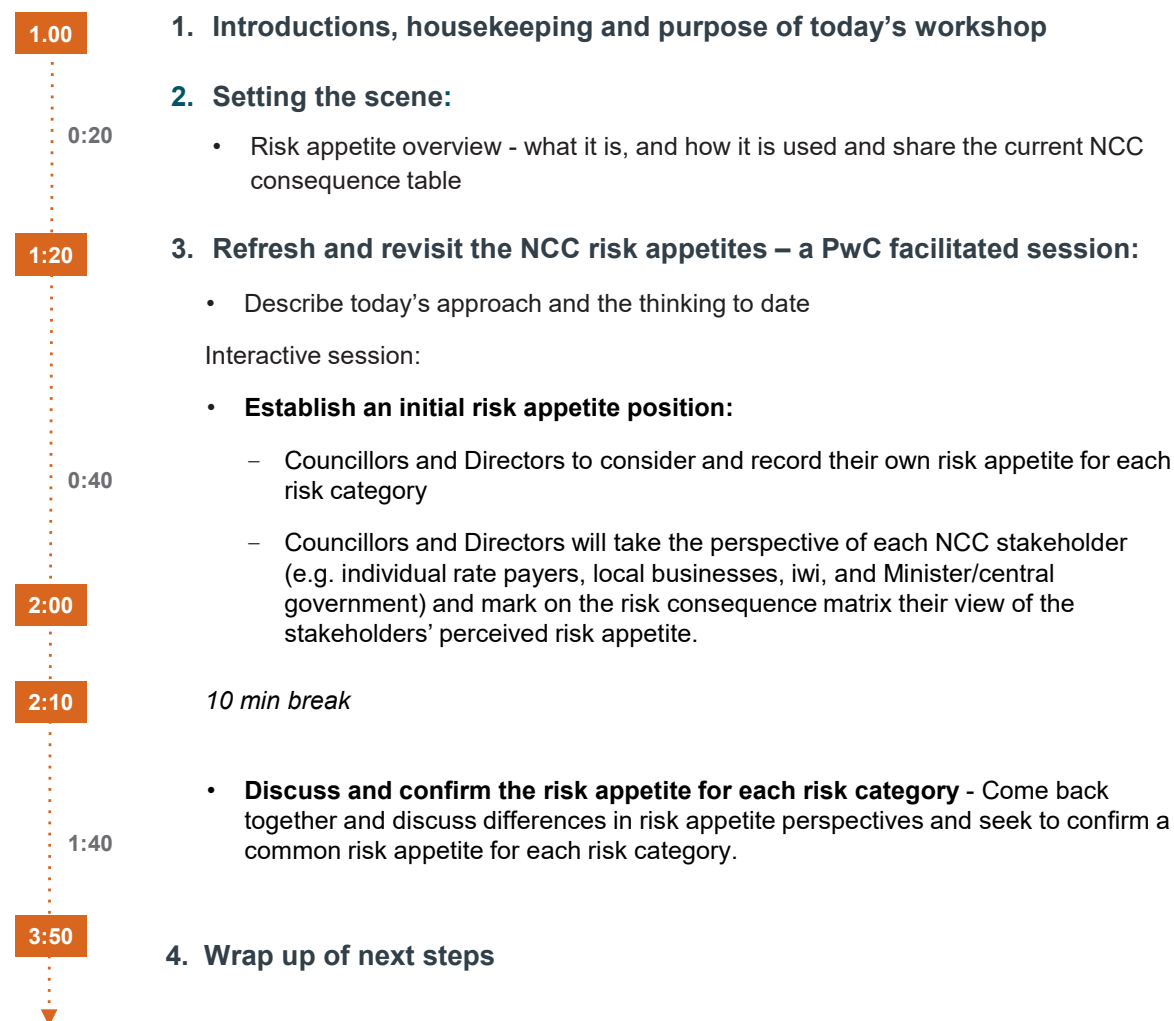 1.00
1. Introductions, housekeeping and purpose of today’s workshop
2. Setting the scene:
0:20
• Risk appetite overview - what it is, and how it is used and share the current NCC
consequence table
1:20
3. Refresh and revisit the NCC risk appetites – a PwC facilitated session:
• Describe today’s approach and the thinking to date
Interactive session:
• Establish an initial risk appetite position:
0:40
− Councillors and Directors to consider and record their own risk appetite for each
risk category
− Councillors and Directors will take the perspective of each NCC stakeholder
(e.g. individual rate payers, local businesses, iwi, and Minister/central
government) and mark on the risk consequence matrix their view of the
stakeholders’ perceived risk appetite.
2:00
2:10
10 min break
• Discuss and confirm the risk appetite for each risk category - Come back
together and discuss differences in risk appetite perspectives and seek to confirm a
common risk appetite for each risk category.
1:40
3:50
4. Wrap up of next steps